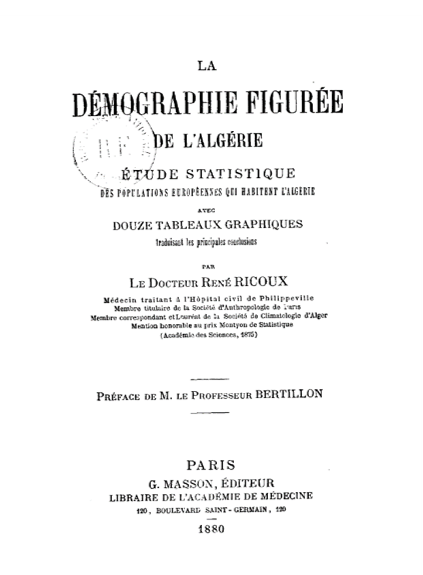 LA
DÉMOGRAPHIE FIGURÉE
DE L'ALGÉRIE
ÉTUDE STATISTIQUE
DES POPULATIONS EUROPÉENNES QUI HABITENT L'ALGÉRIE
AVEC
DOUZE TABLEAUX GRAPHIQUES
traduisant les principales conclusions
PAR
LE DOCTEUR RENÉ RICOUX
Médecin traitant à l'Hôpital civil de Philippeville
Membre titulaire de la Société d'Anthropologie de Paris
Membre correspondant et Lauréat de la Société de Climatologie d'Alger
Mention honorable au prix Montyon de Statistique
(Académie des Sciences, 1875)
PRÉFACE DE M. LE PROFESSEUR BERTILLON
PARIS
G. MASSON, ÉDITEUR
LIBRAIRE DE L'ACADÉMIE DE MÉDECINE
120, BOULEVARD SAINT-GERMAIN, 120
1880